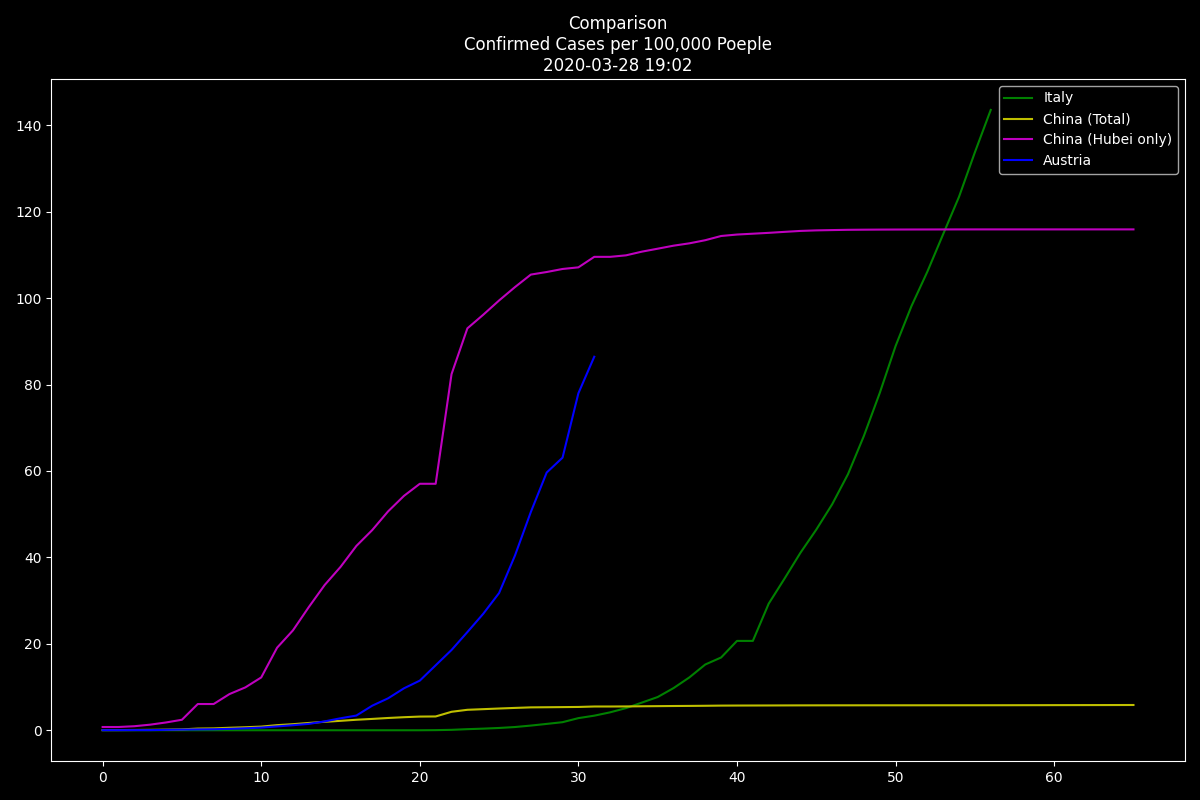 Comparison
Confirmed Cases per 100,000 Poeple
2020-03-28 19:02
Italy
China (Total)
China (Hubei only)
Austria
140
120
100
80
60
40
20
0
0 10 20 30 40 50 60